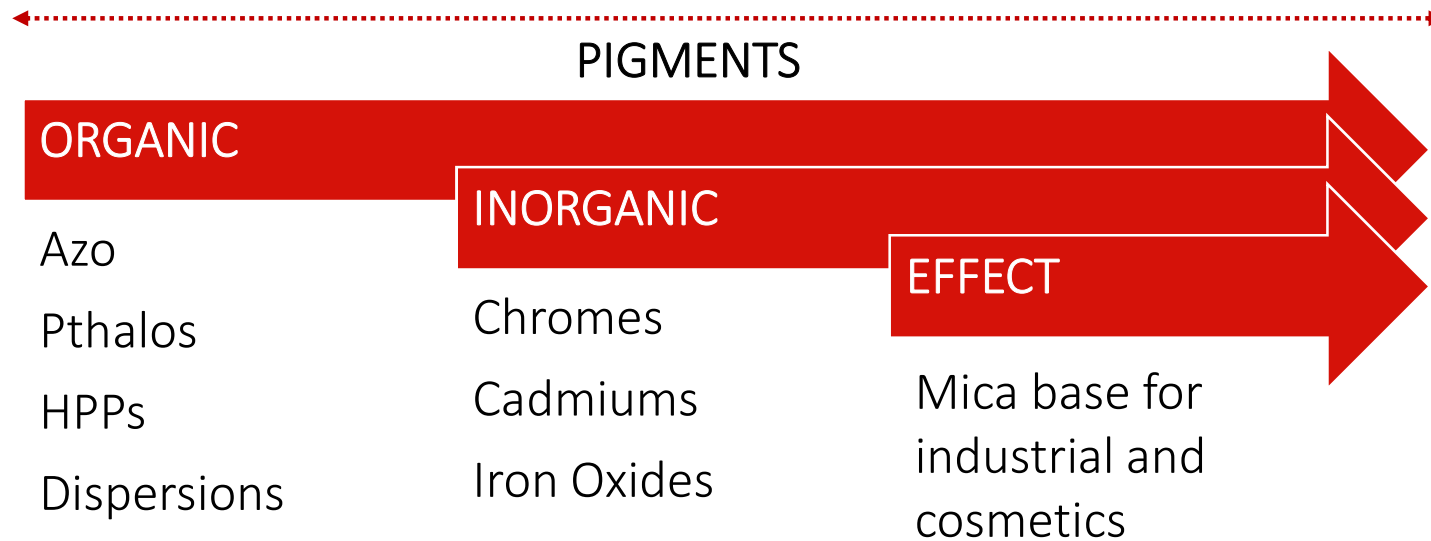 PIGMENTS
ORGANIC
Azo
Pthalos
HPPs
Dispersions
INORGANIC
Chromes
Cadmiums
Iron Oxides
EFFECT
Mica base for
industrial and
cosmetics